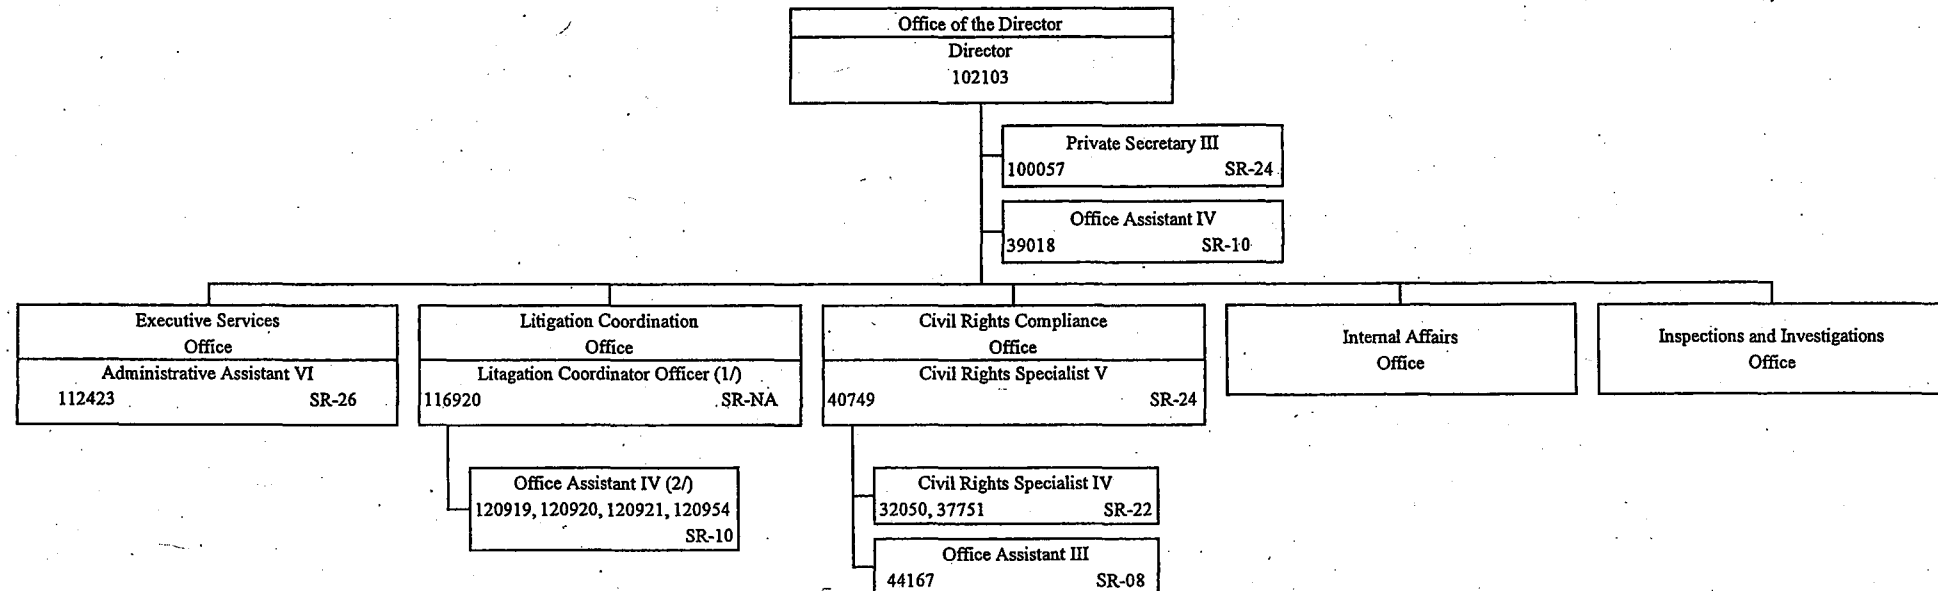 Office of the Director
Director
102103
Private Secretary III
100057 SR-24
Office Assistant IV
39018 SR-10
Executive Services
Office
Administrative Assistant VI
112423 SR-26
Litigation Coordination
Office
Litagation Coordinator Officer (1/)
116920 SR-NA
Office Assistant IV (2/)
120919, 120920, 120921, 120954
SR-10
Civil Rights Compliance
Office
Civil Rights Specialist V
40749 SR-24
Civil Rights Specialist IV
32050, 37751 SR-22
Office Assistant III
44167 SR-08
Internal Affairs
Office
Inspections and Investigations
Office